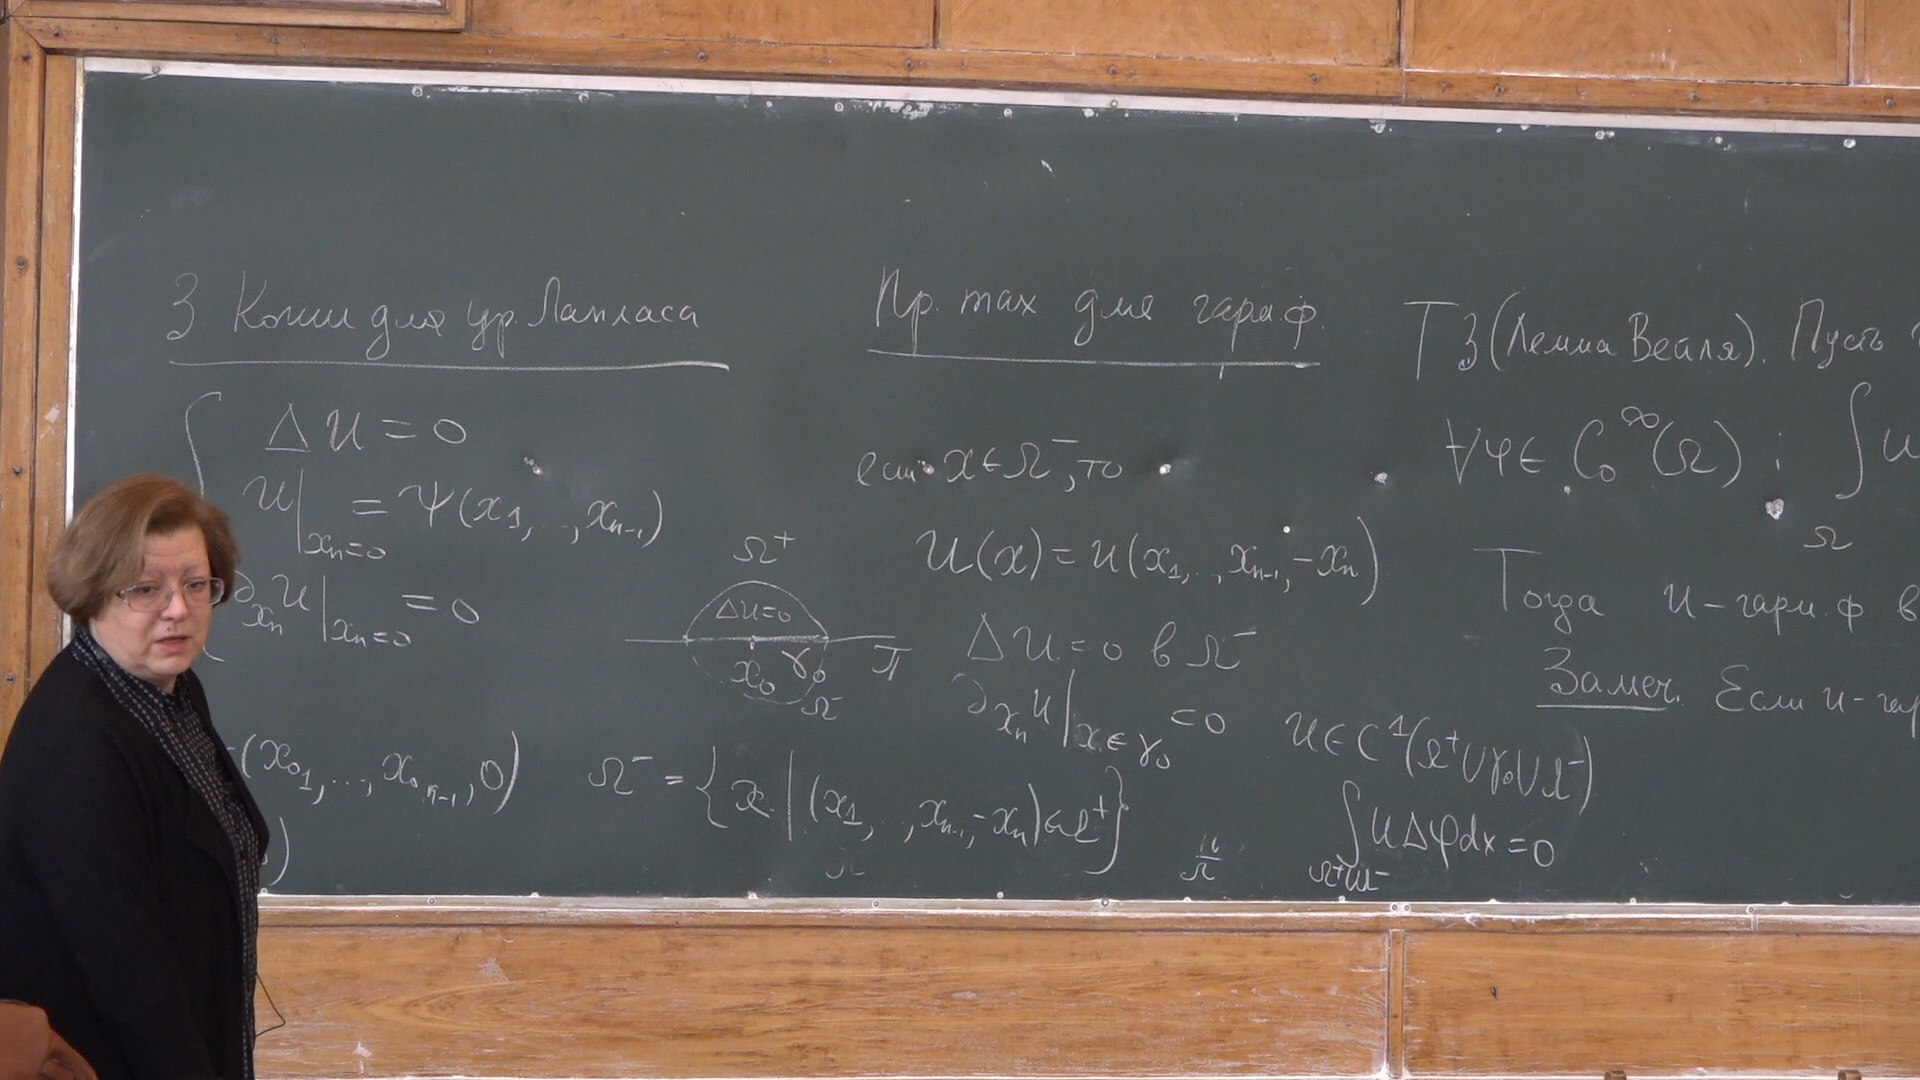 З Коши для ур. Лапласа
Δu = 0
u|xₙ=0 = Ψ(x₁, .., xₙ₋₁)
∂xₙ u|xₙ=0 = 0
(x₀₁, ..., x₀,ₙ₋₁, 0)
)
Ω⁺
Δu=0
x₀ γ₀ π
Ω⁻
Ω⁻ = {x | (x₁, .., xₙ₋₁, -xₙ) ∈ Ω⁺}
Пр. max для гарм.ф.
если x ∈ Ω⁻, то
u(x) = u(x₁, .., xₙ₋₁, -xₙ)
Δu = 0 в Ω⁻
∂xₙ u|x∈γ₀ = 0
u ∈ C¹(Ω⁺∪γ₀∪Ω⁻)
∫Ω⁺∪Ω⁻ uΔφdx = 0
Т 3 (Лемма Вейля). Пусть
∀φ ∈ C₀^∞(Ω) : ∫Ω u
Тогда u - гарм. ф в
Замеч. Если u - гар